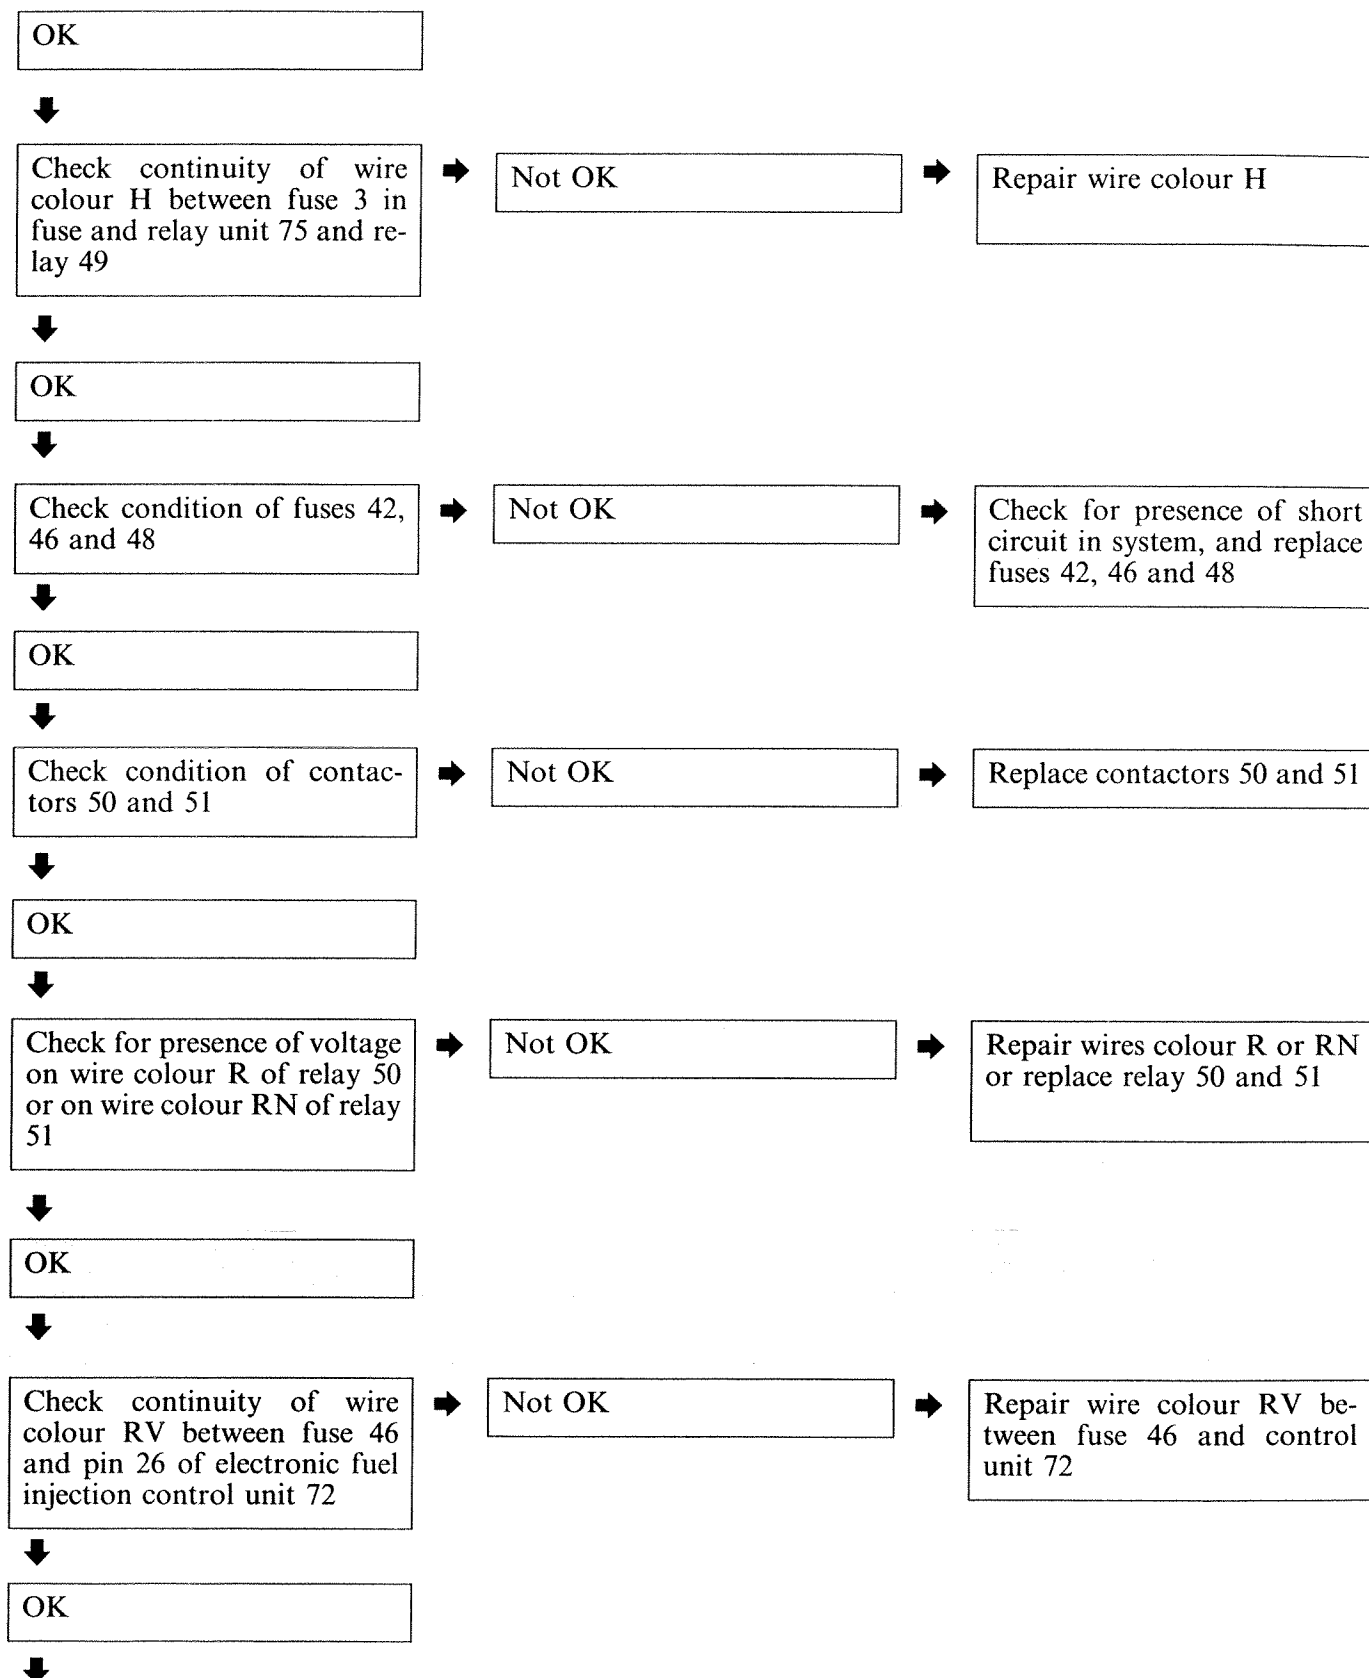 OK
Check continuity of wire
colour H between fuse 3 in
fuse and relay unit 75 and re-
lay 49
Not OK
Repair wire colour H
OK
Check condition of fuses 42,
46 and 48
Not OK
Check for presence of short
circuit in system, and replace
fuses 42, 46 and 48
OK
Check condition of contac-
tors 50 and 51
Not OK
Replace contactors 50 and 51
OK
Check for presence of voltage
on wire colour R of relay 50
or on wire colour RN of relay
51
Not OK
Repair wires colour R or RN
or replace relay 50 and 51
OK
Check continuity of wire
colour RV between fuse 46
and pin 26 of electronic fuel
injection control unit 72
Not OK
Repair wire colour RV be-
tween fuse 46 and control
unit 72
OK